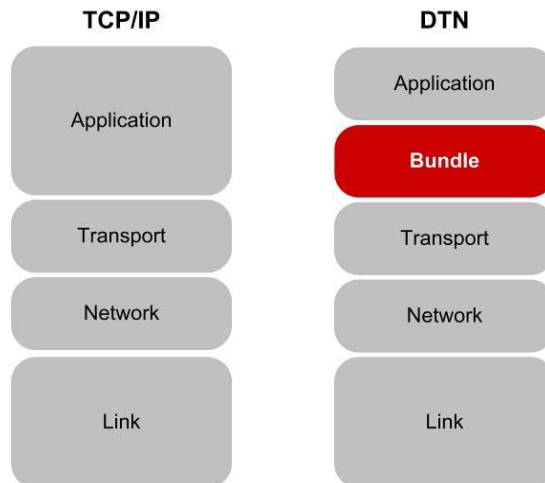 TCP/IP
Application
Transport
Network
Link
DTN
Application
Bundle
Transport
Network
Link